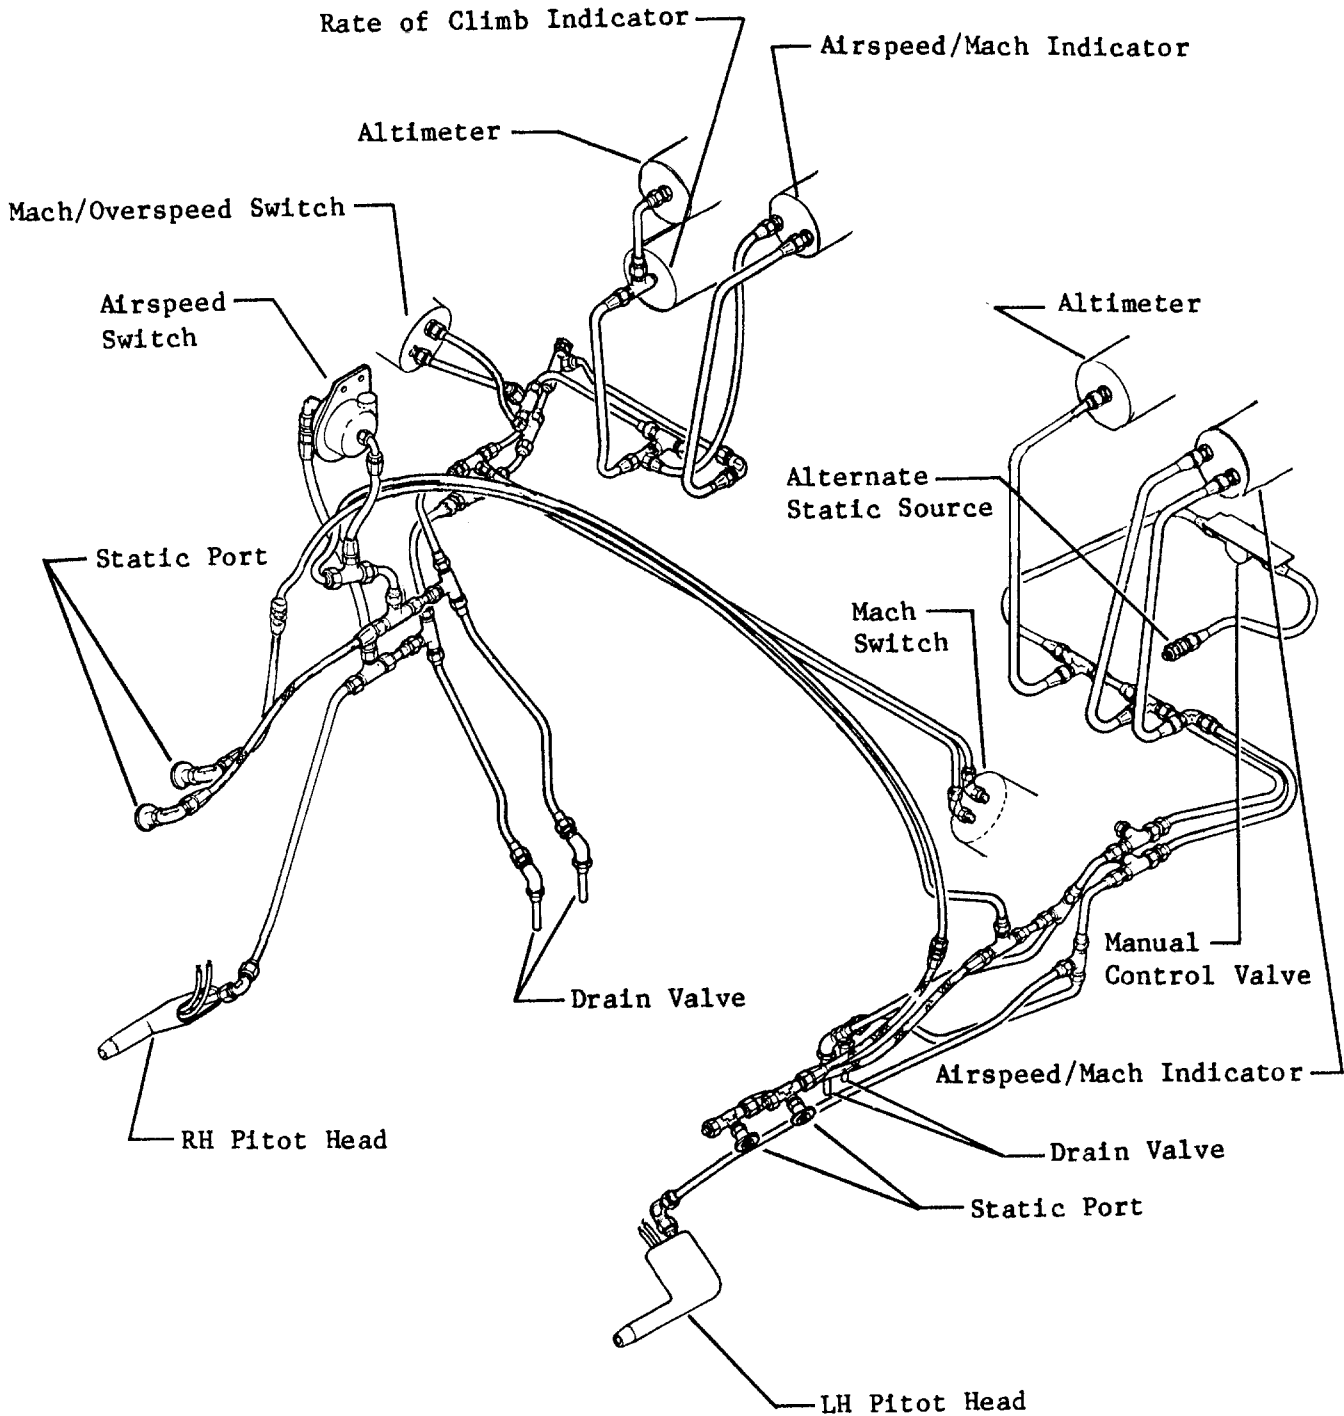 Rate of Climb Indicator
Airspeed/Mach Indicator
Altimeter
Mach/Overspeed Switch
Airspeed
Switch
Altimeter
Alternate
Static Source
Static Port
Mach
Switch
Manual
Control Valve
Drain Valve
Airspeed/Mach Indicator
RH Pitot Head
Drain Valve
Static Port
LH Pitot Head